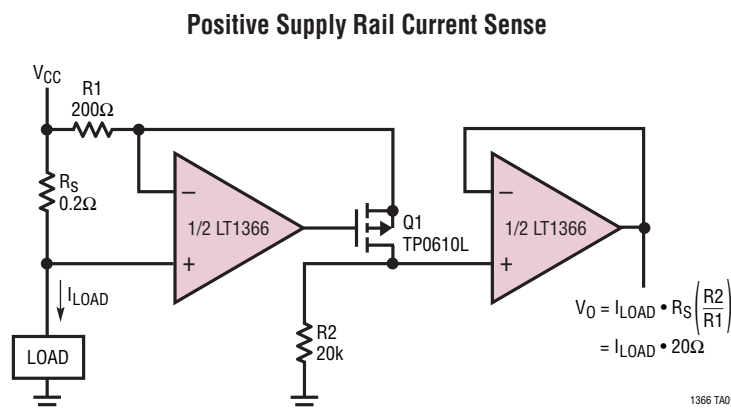 Positive Supply Rail Current Sense
VCC
R1
200Ω
RS
0.2Ω
−
1/2 LT1366
+
Q1
TP0610L
−
1/2 LT1366
+
ILOAD
LOAD
R2
20k
VO = ILOAD • RS (R2/R1)
= ILOAD • 20Ω
1366 TA0